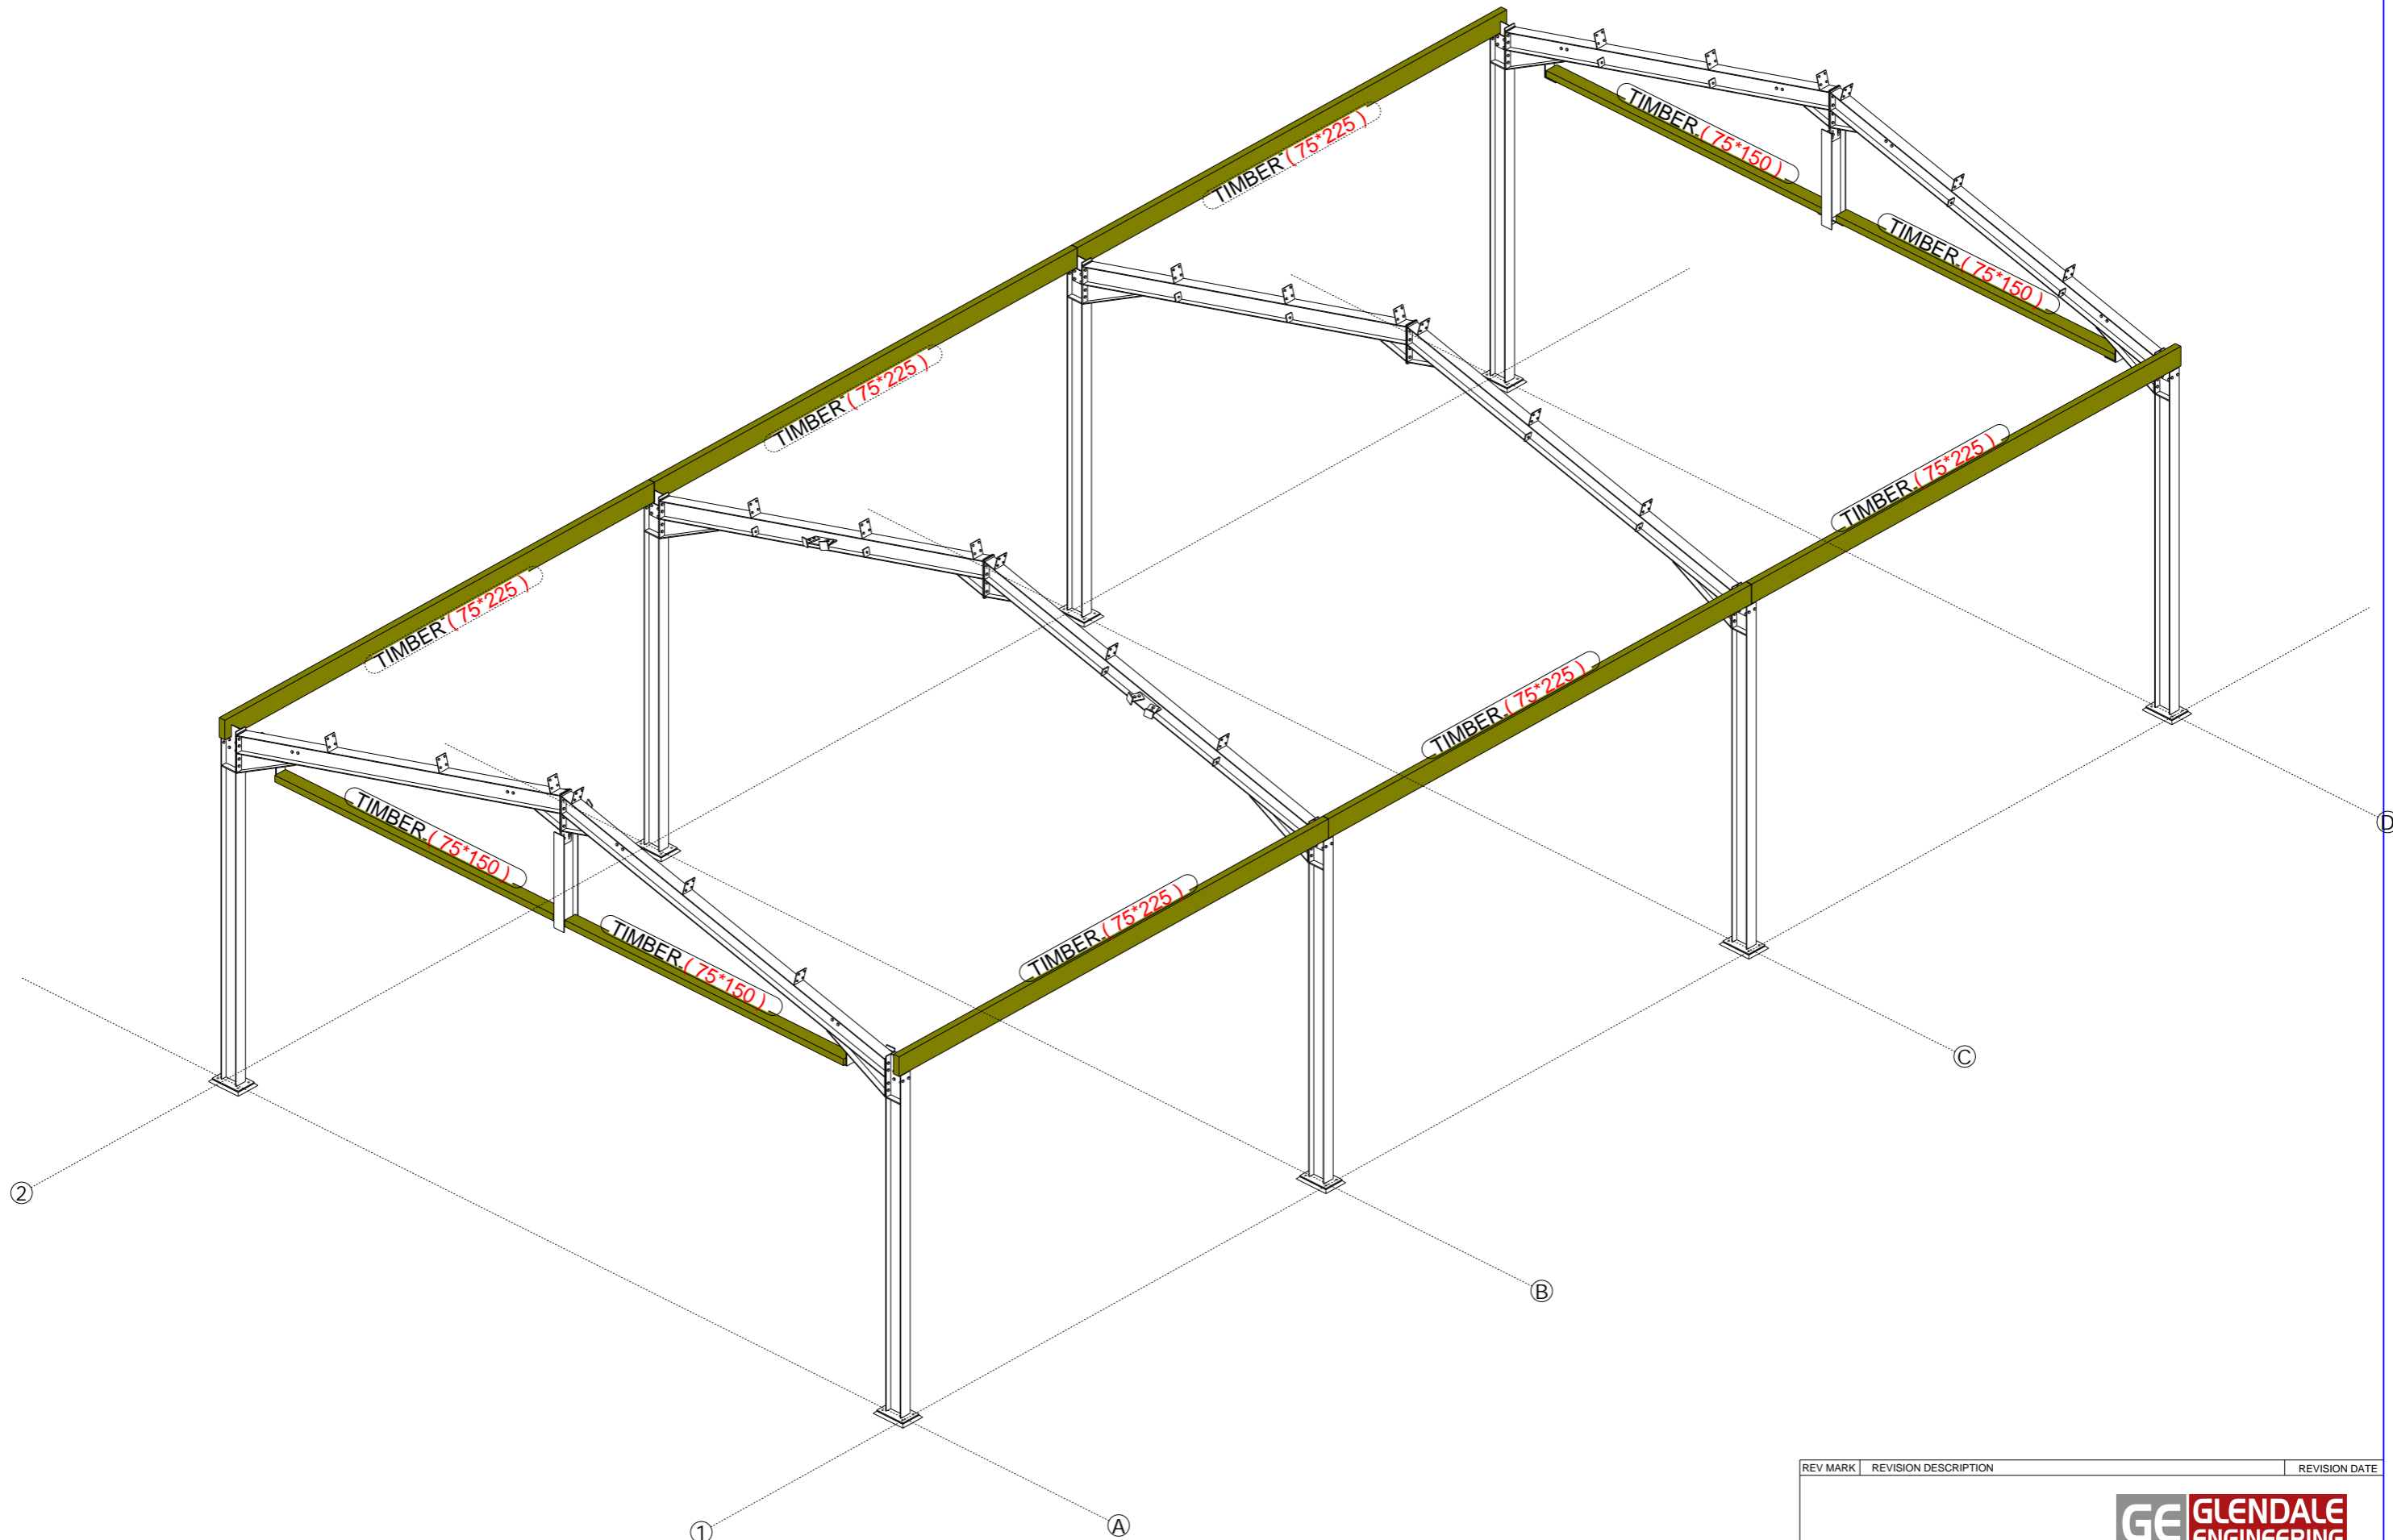 TIMBER ( 75*150 )
TIMBER ( 75*225 )
TIMBER ( 75*150 )
TIMBER ( 75*225 )
TIMBER ( 75*225 )
TIMBER ( 75*225 )
TIMBER ( 75*225 )
TIMBER ( 75*150 )
D
TIMBER ( 75*225 )
TIMBER ( 75*150 )
C
2
B
REV MARK REVISION DESCRIPTION REVISION DATE
A
1
GE GLENDALE
ENGINEERING